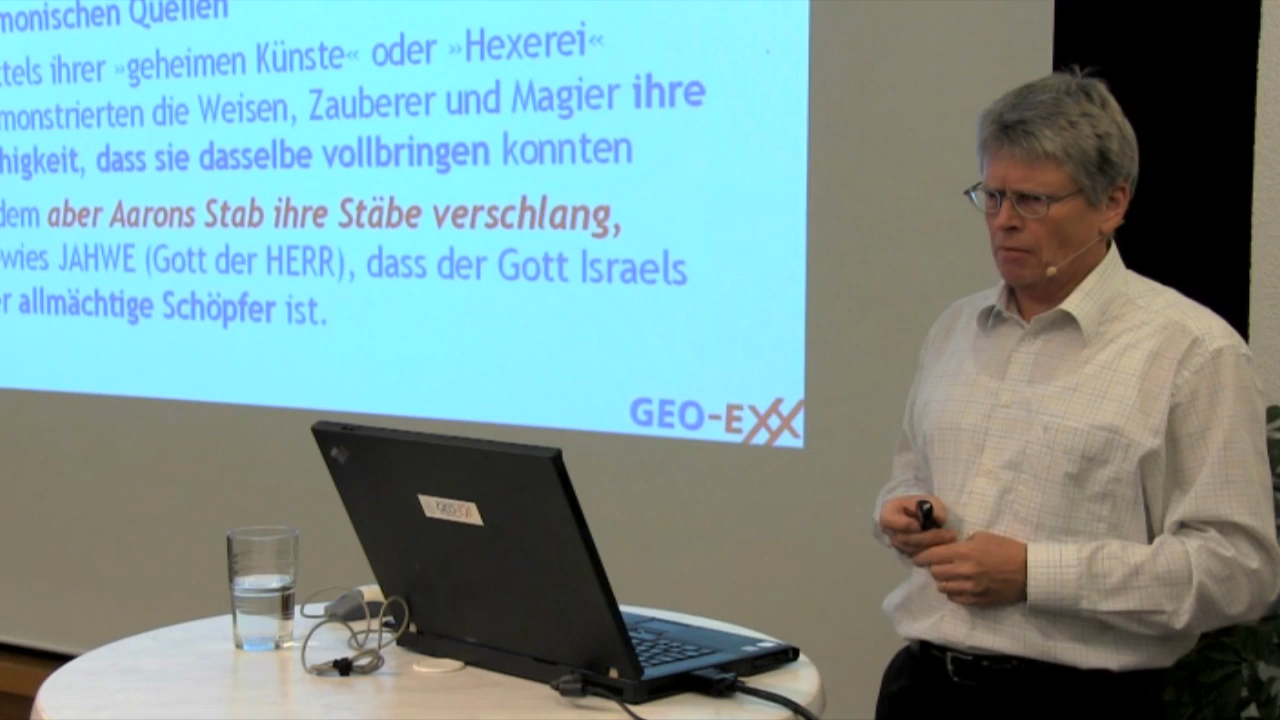 monischen Quellen
ttels ihrer »geheimen Künste« oder »Hexerei«
monstrierten die Weisen, Zauberer und Magier ihre
higkeit, dass sie dasselbe vollbringen konnten
dem aber Aarons Stab ihre Stäbe verschlang,
wies JAHWE (Gott der HERR), dass der Gott Israels
r allmächtige Schöpfer ist.
GEO-EXX